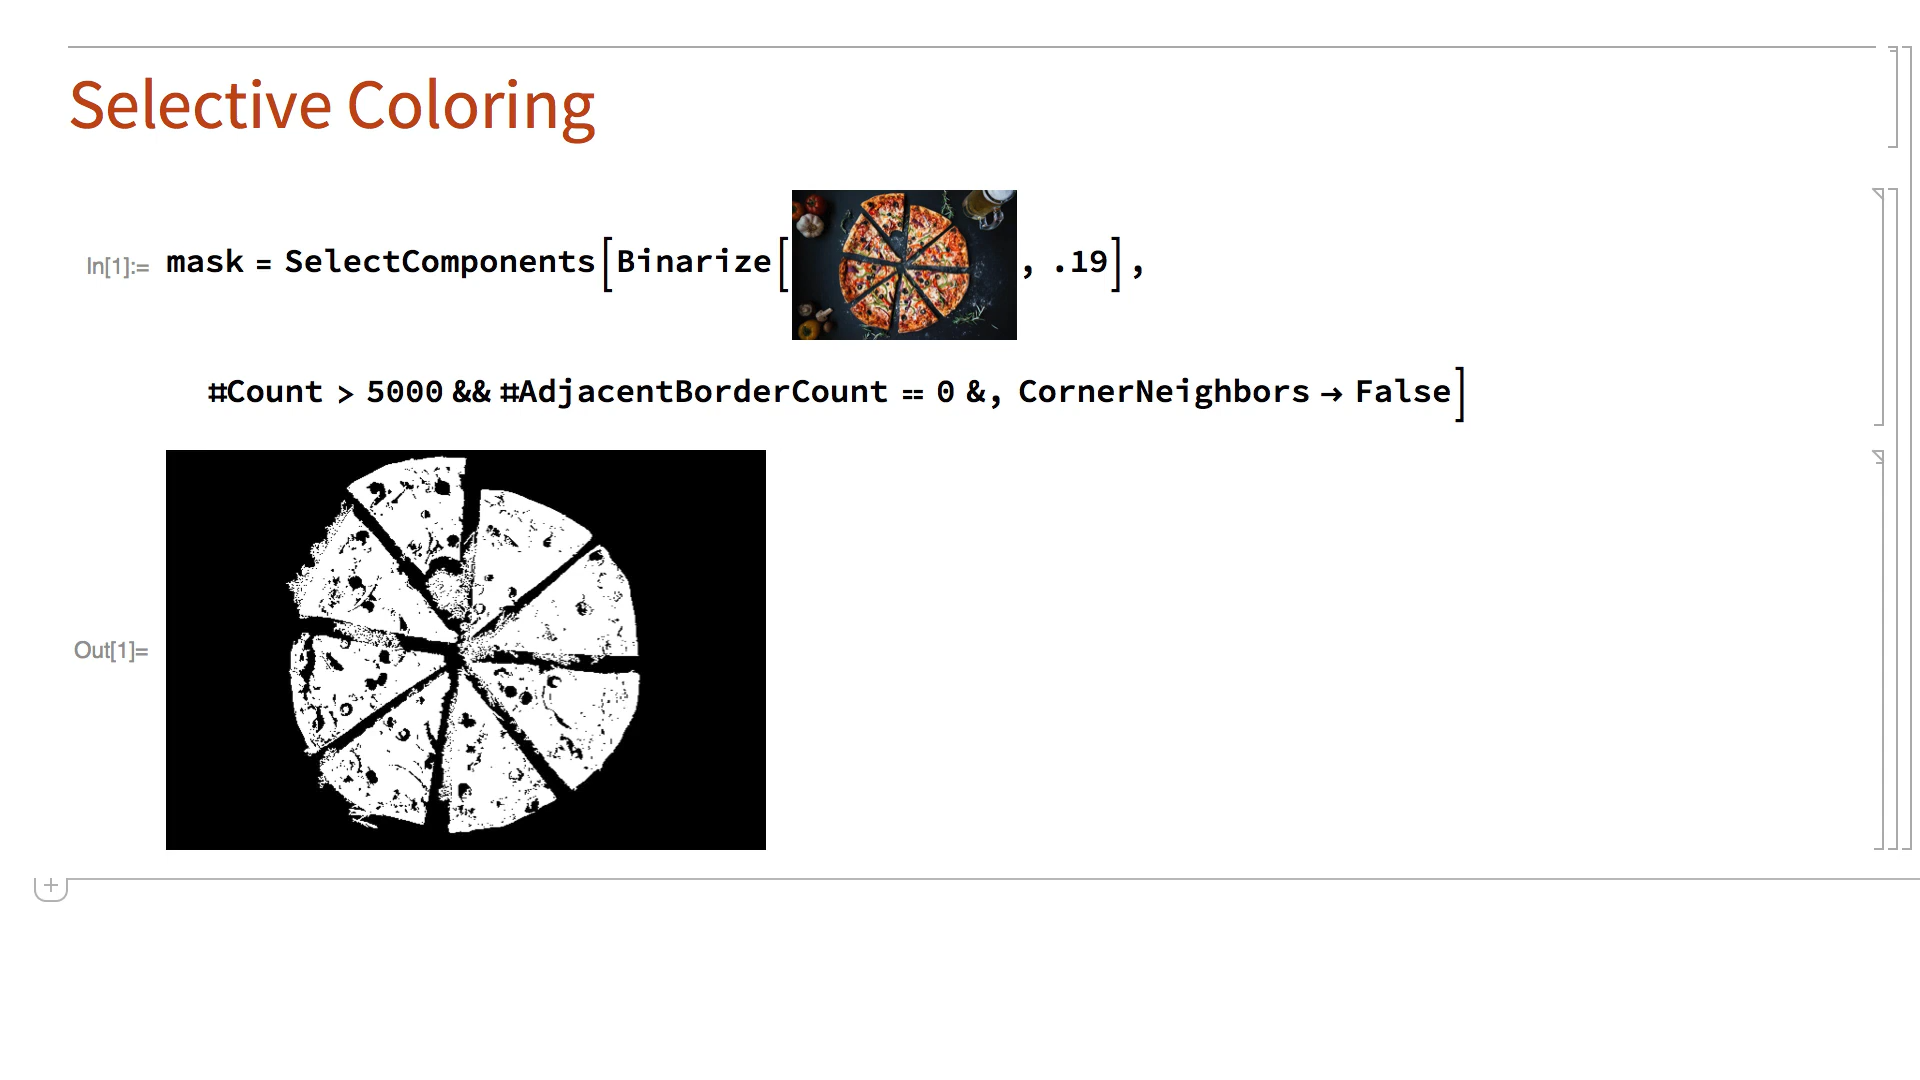 Selective Coloring
In[1]:= mask = SelectComponents[Binarize[ , .19],
#Count > 5000 && #AdjacentBorderCount == 0 &, CornerNeighbors → False]
Out[1]=
+